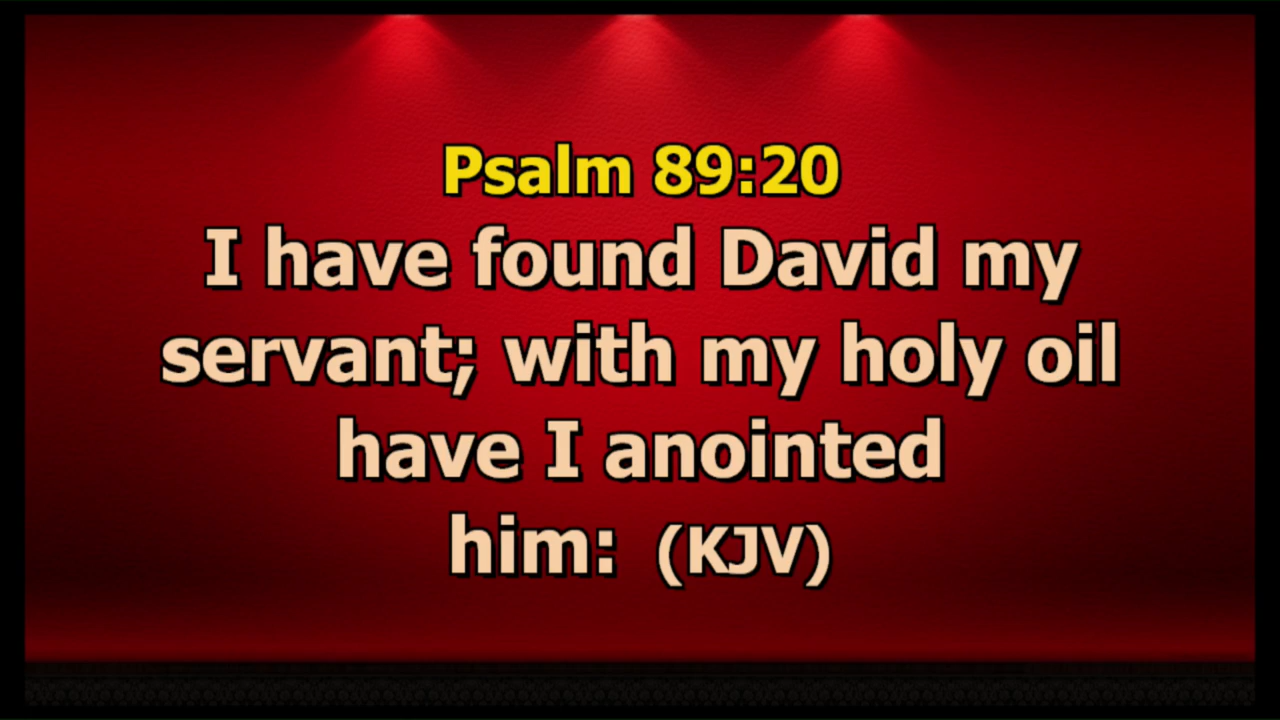 Psalm 89:20
I have found David my
servant; with my holy oil
have I anointed
him: (KJV)